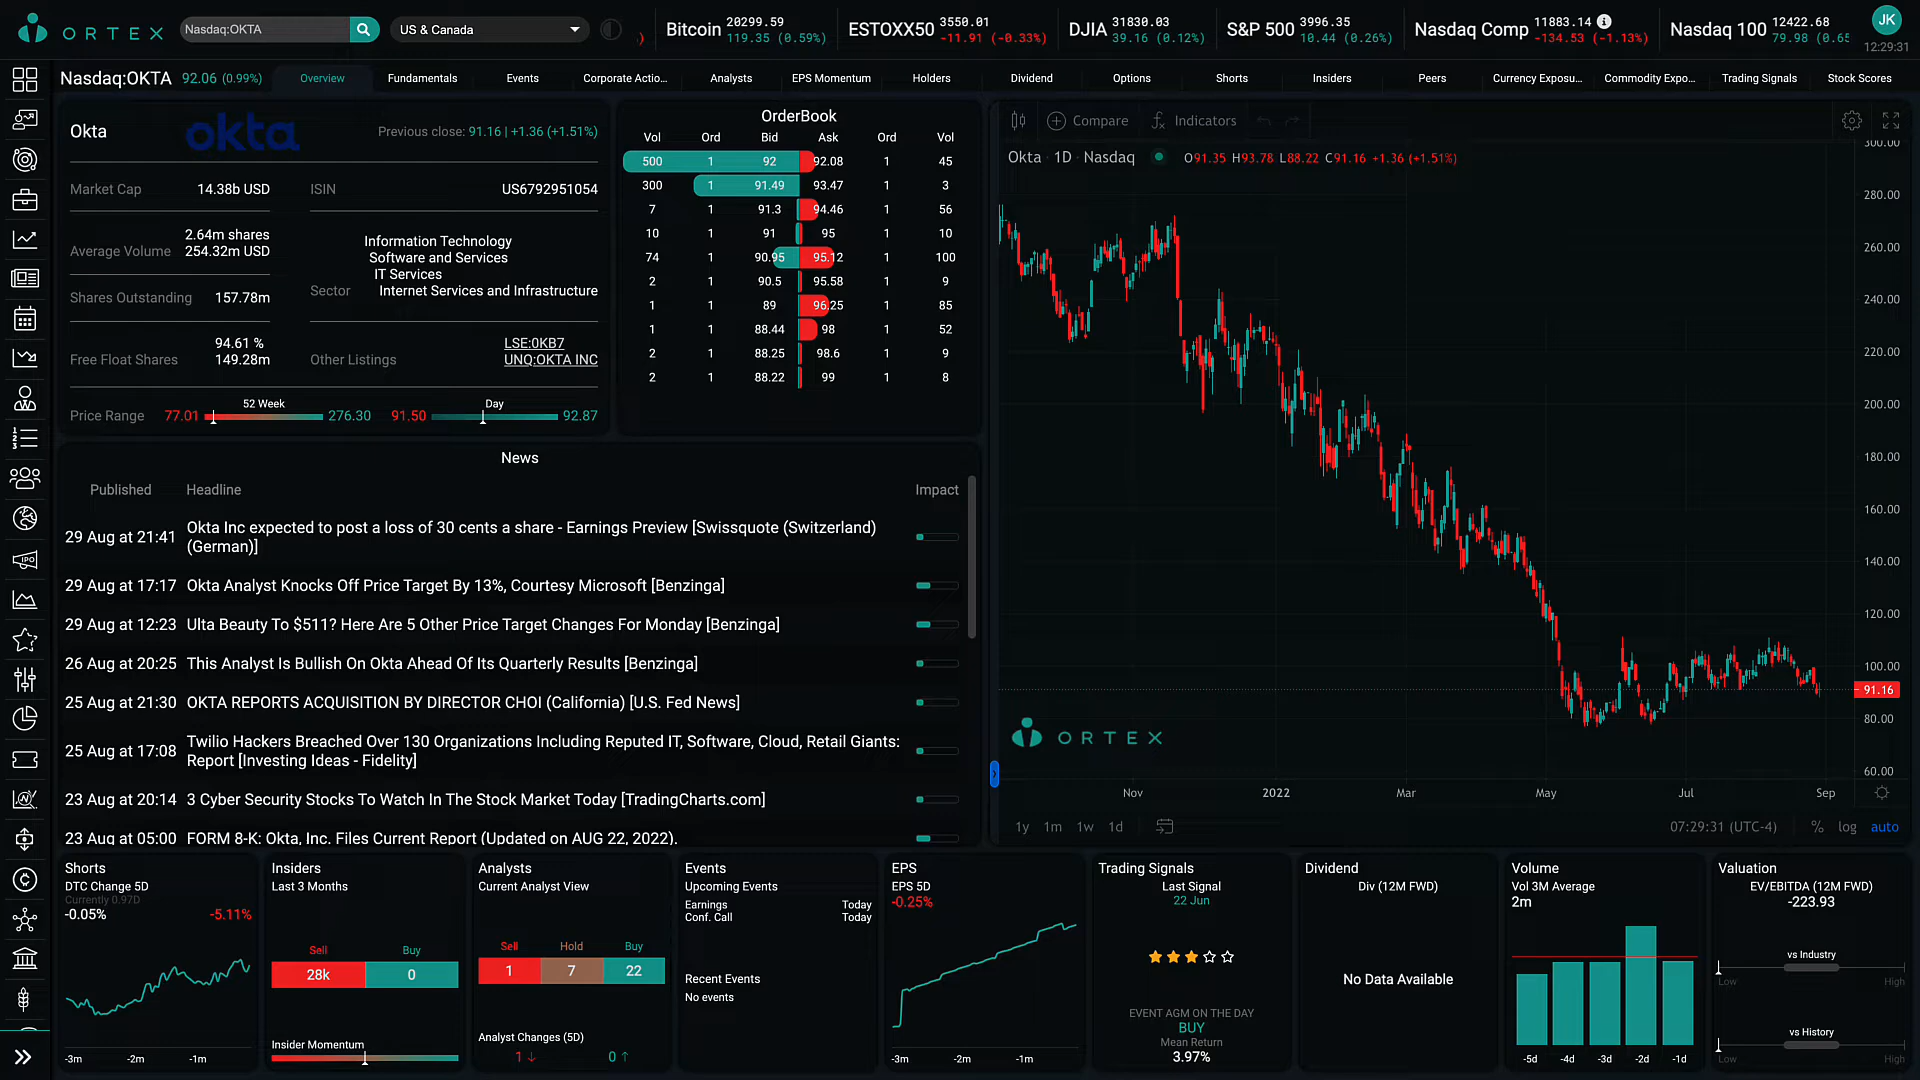 ORTEX
Nasdaq:OKTA
US & Canada
)
Bitcoin 20299.59
119.35 (0.59%)
ESTOXX50 3550.01
-11.91 (-0.33%)
DJIA 31830.03
39.16 (0.12%)
S&P 500 3996.35
10.44 (0.26%)
Nasdaq Comp 11883.14
-134.53 (-1.13%)
Nasdaq 100 12422.68
79.98 (0.65
JK
12:29:31
Nasdaq:OKTA 92.06 (0.99%)
Overview
Fundamentals
Events
Corporate Actio...
Analysts
EPS Momentum
Holders
Dividend
Options
Shorts
Insiders
Peers
Currency Exposu...
Commodity Expo...
Trading Signals
Stock Scores
Okta
okta
Previous close: 91.16 | +1.36 (+1.51%)
Market Cap 14.38b USD
ISIN US6792951054
Average Volume 2.64m shares
254.32m USD
Shares Outstanding 157.78m
Sector Information Technology
Software and Services
IT Services
Internet Services and Infrastructure
Free Float Shares 94.61 %
149.28m
Other Listings LSE:0KB7
UNQ:OKTA INC
Price Range
52 Week
77.01 276.30
Day
91.50 92.87
OrderBook
Vol Ord Bid Ask Ord Vol
500 1 92 92.08 1 45
300 1 91.49 93.47 1 3
7 1 91.3 94.46 1 56
10 1 91 95 1 10
74 1 90.95 95.12 1 100
2 1 90.5 95.58 1 9
1 1 89 96.25 1 85
1 1 88.44 98 1 52
2 1 88.25 98.6 1 9
2 1 88.22 99 1 8
News
Published Headline Impact
29 Aug at 21:41 Okta Inc expected to post a loss of 30 cents a share - Earnings Preview [Swissquote (Switzerland)
(German)]
29 Aug at 17:17 Okta Analyst Knocks Off Price Target By 13%, Courtesy Microsoft [Benzinga]
29 Aug at 12:23 Ulta Beauty To $511? Here Are 5 Other Price Target Changes For Monday [Benzinga]
26 Aug at 20:25 This Analyst Is Bullish On Okta Ahead Of Its Quarterly Results [Benzinga]
25 Aug at 21:30 OKTA REPORTS ACQUISITION BY DIRECTOR CHOI (California) [U.S. Fed News]
25 Aug at 17:08 Twilio Hackers Breached Over 130 Organizations Including Reputed IT, Software, Cloud, Retail Giants:
Report [Investing Ideas - Fidelity]
23 Aug at 20:14 3 Cyber Security Stocks To Watch In The Stock Market Today [TradingCharts.com]
23 Aug at 05:00 FORM 8-K: Okta, Inc. Files Current Report (Updated on AUG 22, 2022).
Compare
Indicators
Okta · 1D · Nasdaq O91.35 H93.78 L88.22 C91.16 +1.36 (+1.51%)
300.00
280.00
260.00
240.00
220.00
200.00
180.00
160.00
140.00
120.00
100.00
91.16
80.00
60.00
ORTEX
Nov 2022 Mar May Jul Sep
1y 1m 1w 1d
07:29:31 (UTC-4) % log auto
Shorts
DTC Change 5D
Currently 0.97D
-0.05% -5.11%
-3m -2m -1m
Insiders
Last 3 Months
Sell Buy
28k 0
Insider Momentum
Analysts
Current Analyst View
Sell Hold Buy
1 7 22
Analyst Changes (5D)
1 ↓ 0 ↑
Events
Upcoming Events
Earnings Today
Conf. Call Today
Recent Events
No events
EPS
EPS 5D
-0.25%
-3m -2m -1m
Trading Signals
Last Signal
22 Jun
EVENT AGM ON THE DAY
BUY
Mean Return
3.97%
Dividend
Div (12M FWD)
No Data Available
Volume
Vol 3M Average
2m
-5d -4d -3d -2d -1d
Valuation
EV/EBITDA (12M FWD)
-223.93
vs Industry
Low High
vs History
Low High